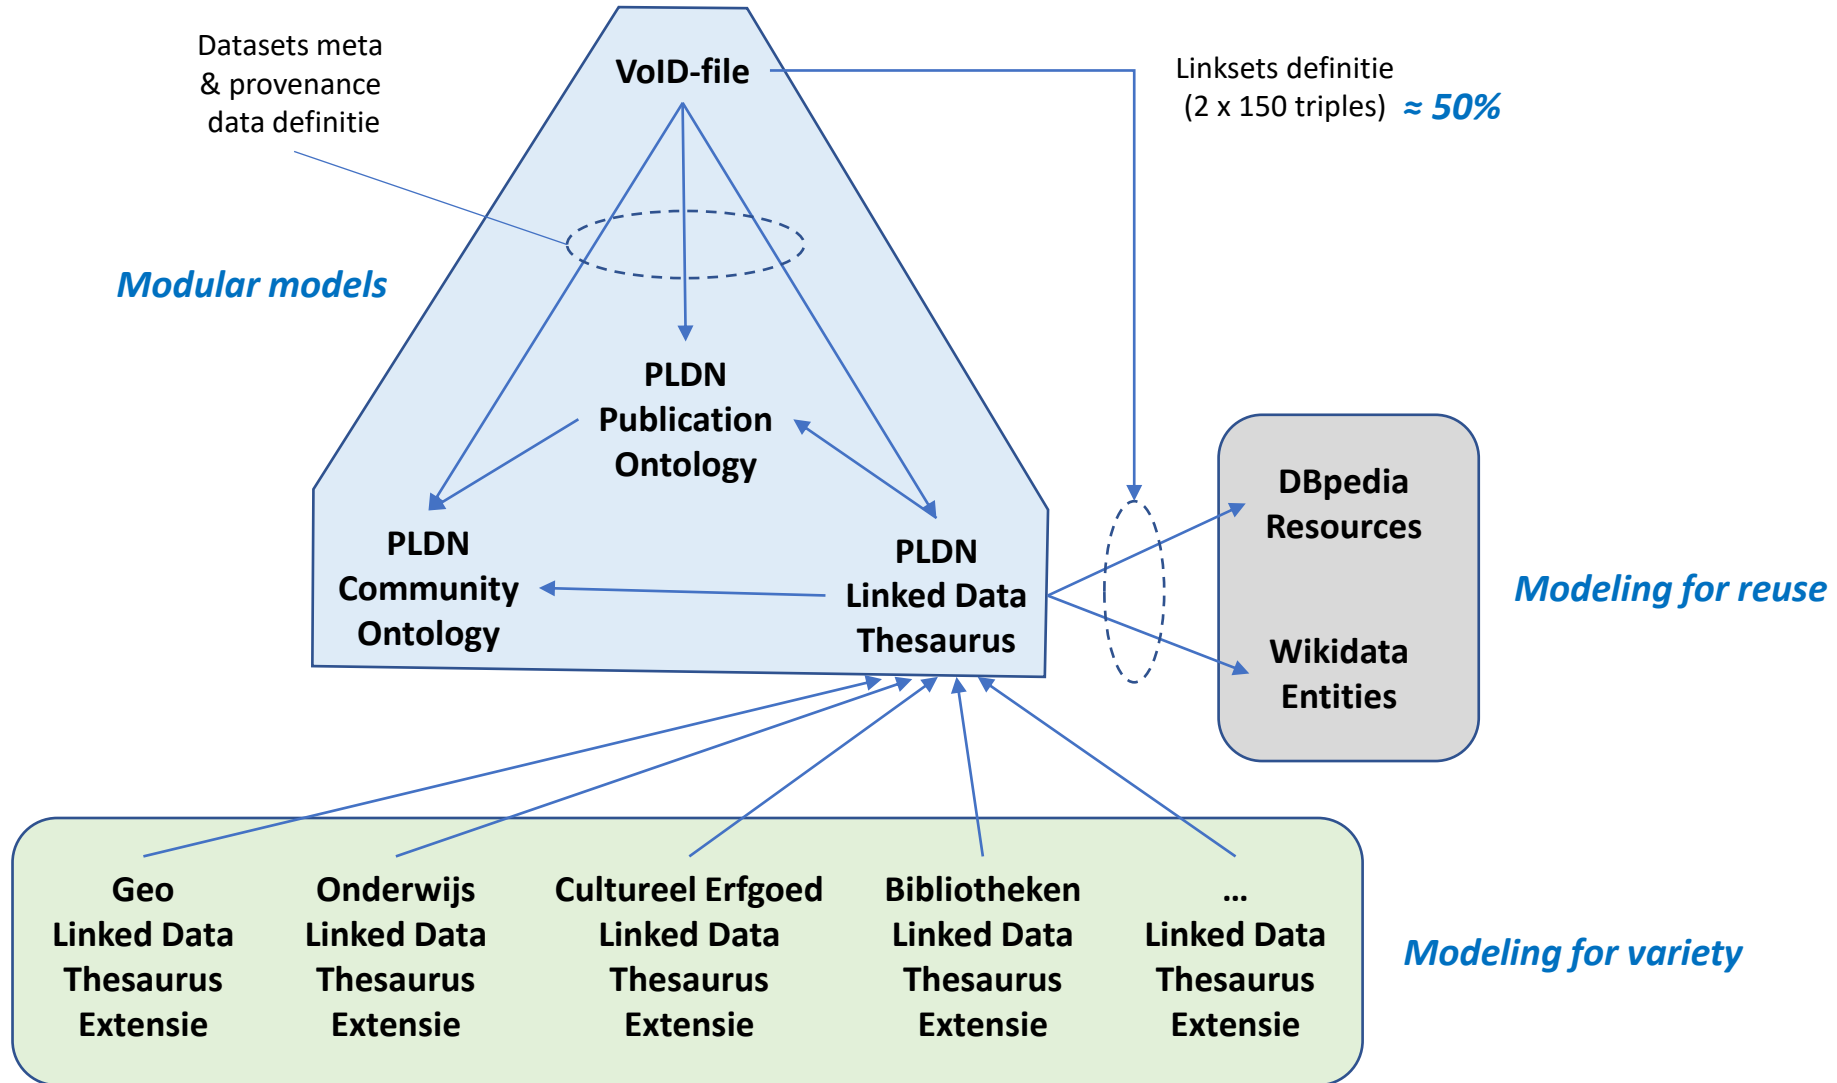 Datasets meta
& provenance
data definitie
VoID-file
Linksets definitie
(2 x 150 triples) ≈ 50%
Modular models
PLDN
Publication
Ontology
PLDN
Community
Ontology
PLDN
Linked Data
Thesaurus
DBpedia
Resources
Wikidata
Entities
Modeling for reuse
Geo
Linked Data
Thesaurus
Extensie
Onderwijs
Linked Data
Thesaurus
Extensie
Cultureel Erfgoed
Linked Data
Thesaurus
Extensie
Bibliotheken
Linked Data
Thesaurus
Extensie
...
Linked Data
Thesaurus
Extensie
Modeling for variety